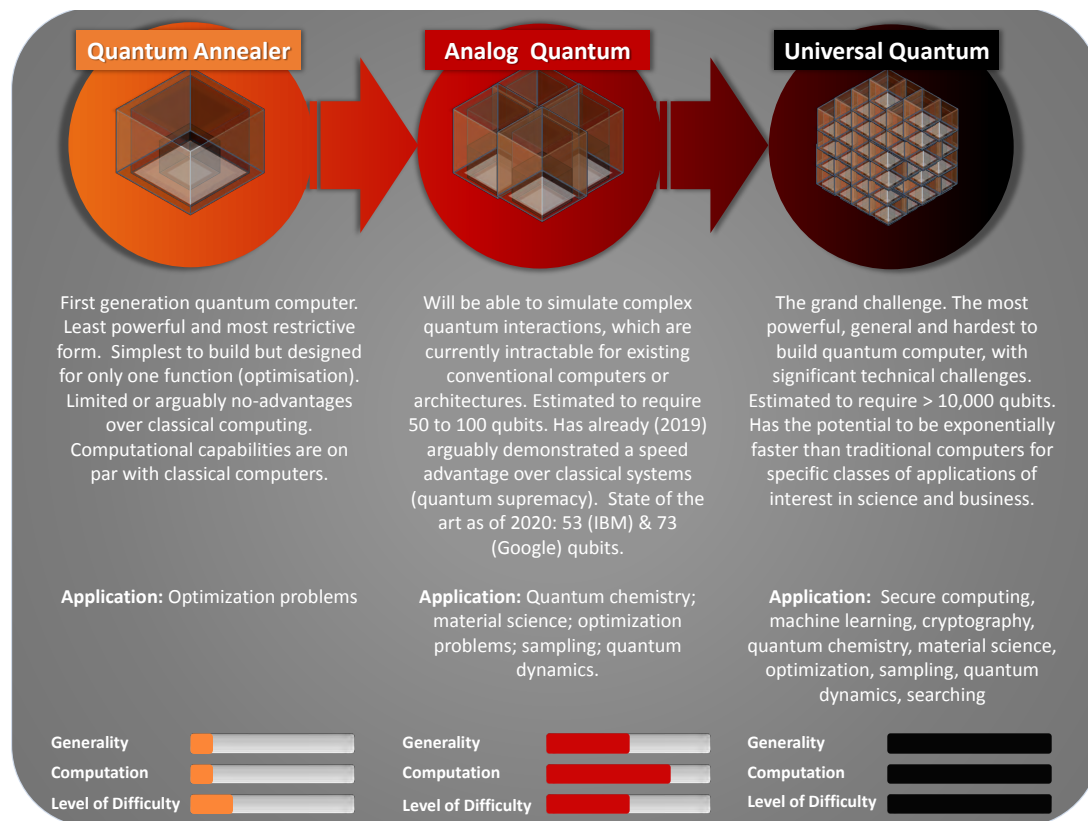 Quantum Annealer
First generation quantum computer.
Least powerful and most restrictive
form. Simplest to build but designed
for only one function (optimisation).
Limited or arguably no-advantages
over classical computing.
Computational capabilities are on
par with classical computers.
Application: Optimization problems
Generality
Computation
Level of Difficulty
Analog Quantum
Will be able to simulate complex
quantum interactions, which are
currently intractable for existing
conventional computers or
architectures. Estimated to require
50 to 100 qubits. Has already (2019)
arguably demonstrated a speed
advantage over classical systems
(quantum supremacy). State of the
art as of 2020: 53 (IBM) & 73
(Google) qubits.
Application: Quantum chemistry;
material science; optimization
problems; sampling; quantum
dynamics.
Generality
Computation
Level of Difficulty
Universal Quantum
The grand challenge. The most
powerful, general and hardest to
build quantum computer, with
significant technical challenges.
Estimated to require > 10,000 qubits.
Has the potential to be exponentially
faster than traditional computers for
specific classes of applications of
interest in science and business.
Application: Secure computing,
machine learning, cryptography,
quantum chemistry, material science,
optimization, sampling, quantum
dynamics, searching
Generality
Computation
Level of Difficulty